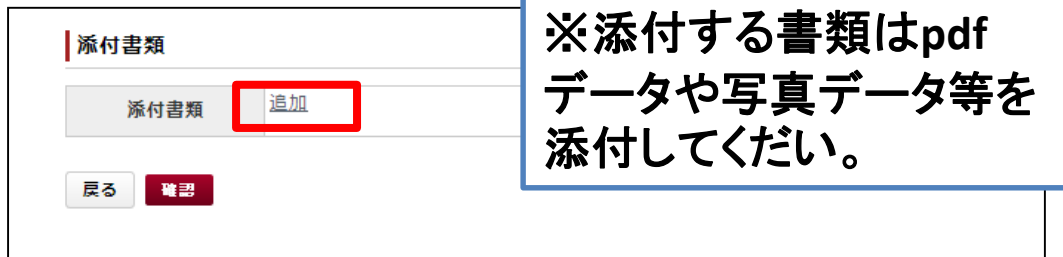 添付書類
添付書類
追加
戻る
確認
※添付する書類はpdf
データや写真データ等を
添付してくだい。